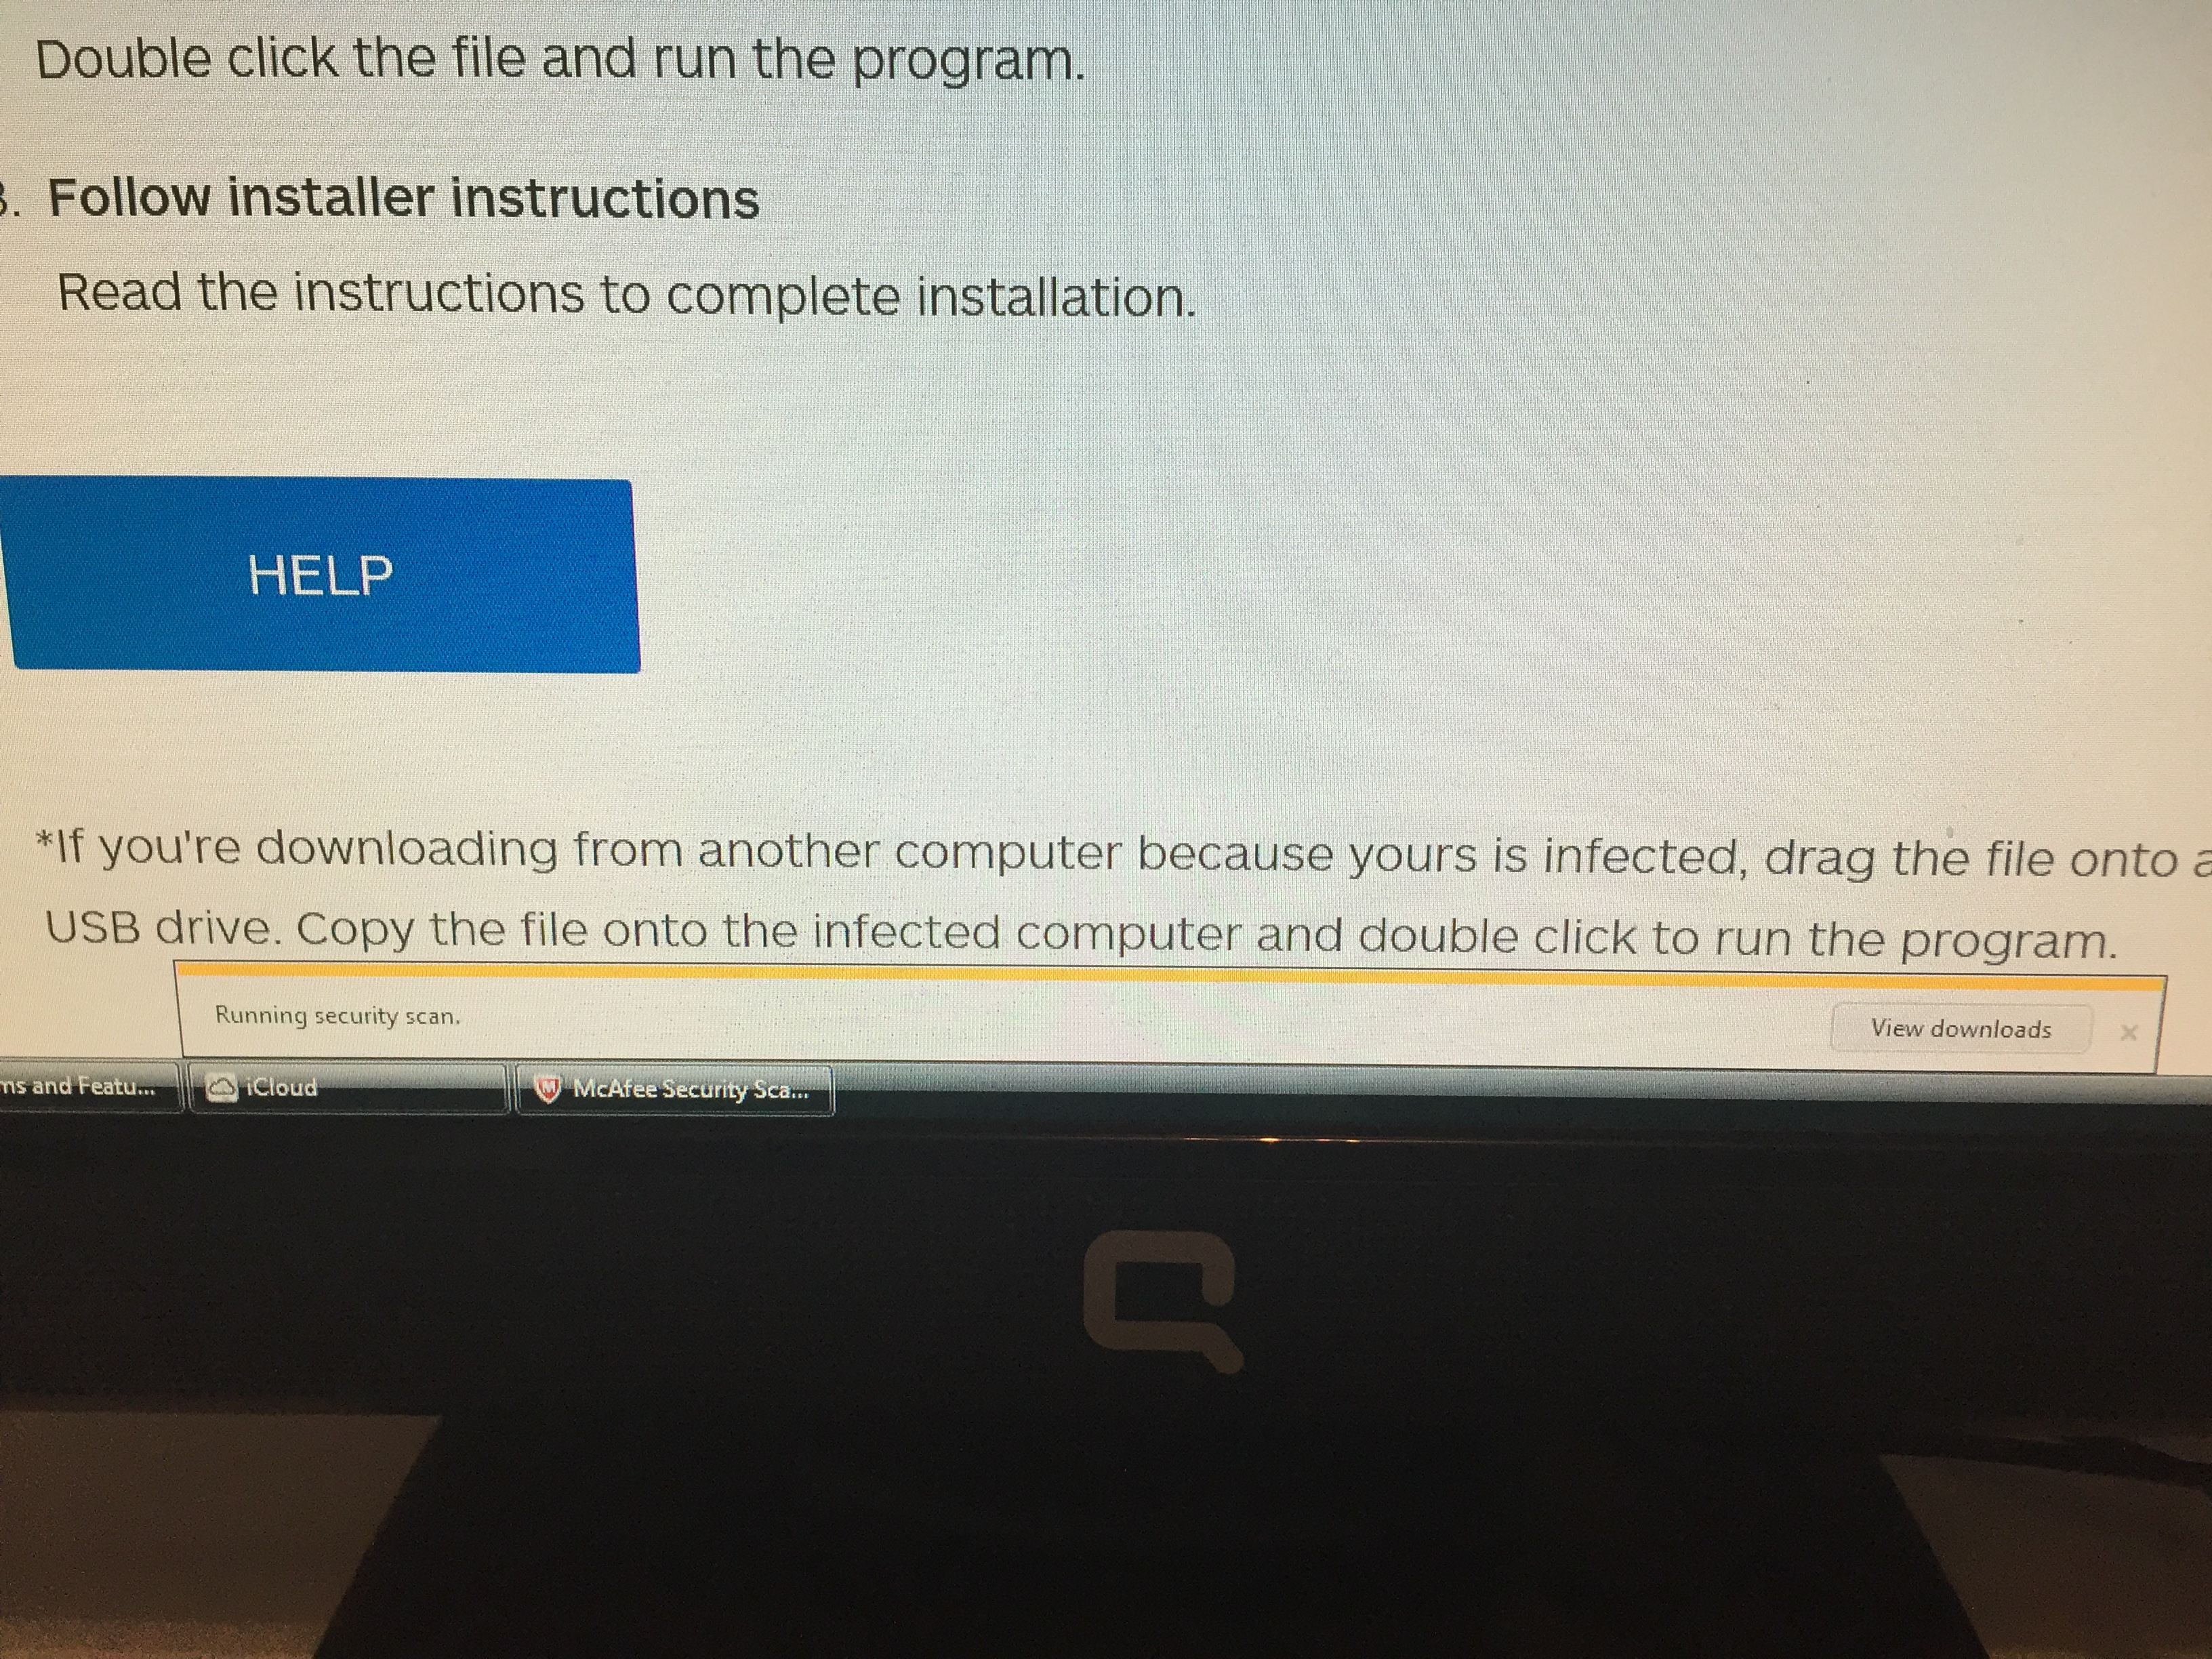 Double click the file and run the program.
3. Follow installer instructions
Read the instructions to complete installation.
HELP
*If you're downloading from another computer because yours is infected, drag the file onto a
USB drive. Copy the file onto the infected computer and double click to run the program.
Running security scan. View downloads ×
ms and Featu... iCloud McAfee Security Sca...